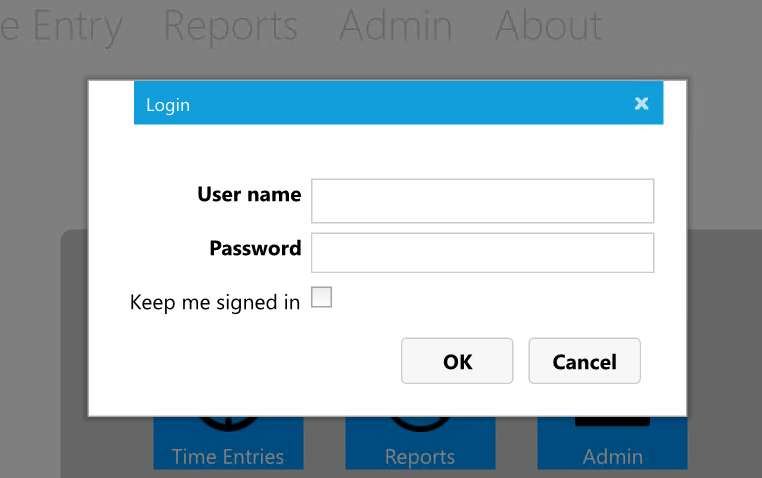 e Entry Reports Admin About
Login
User name
Password
Keep me signed in
OK Cancel
Time Entries Reports Admin